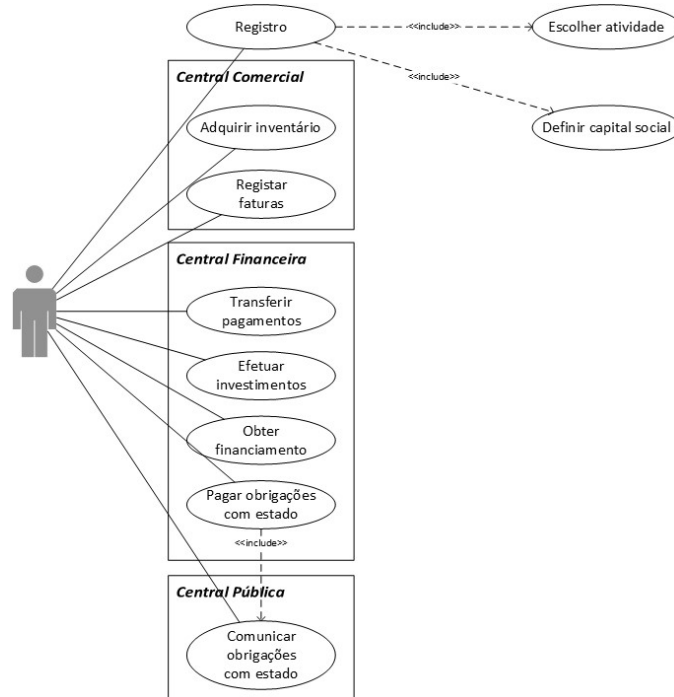 Registro
<<include>>
Escolher atividade
<<include>>
Central Comercial
Adquirir inventário
Definir capital social
Registar
faturas
Central Financeira
Transferir
pagamentos
Efetuar
investimentos
Obter
financiamento
Pagar obrigações
com estado
<<include>>
Central Pública
Comunicar
obrigações
com estado